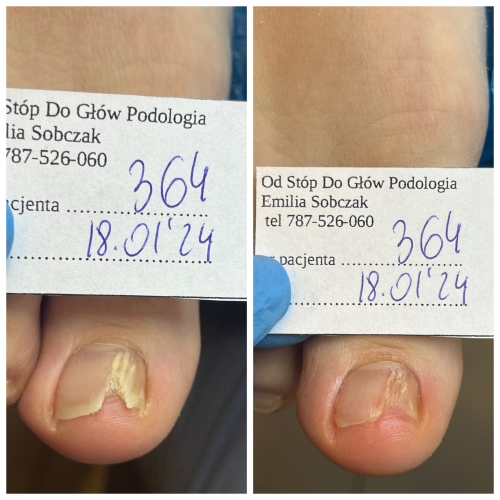 Stóp Do Głów Podologia
lia Sobczak
787-526-060
cjenta 364
18.01'24
Od Stóp Do Głów Podologia
Emilia Sobczak
tel 787-526-060
pacjenta 364
18.01'24